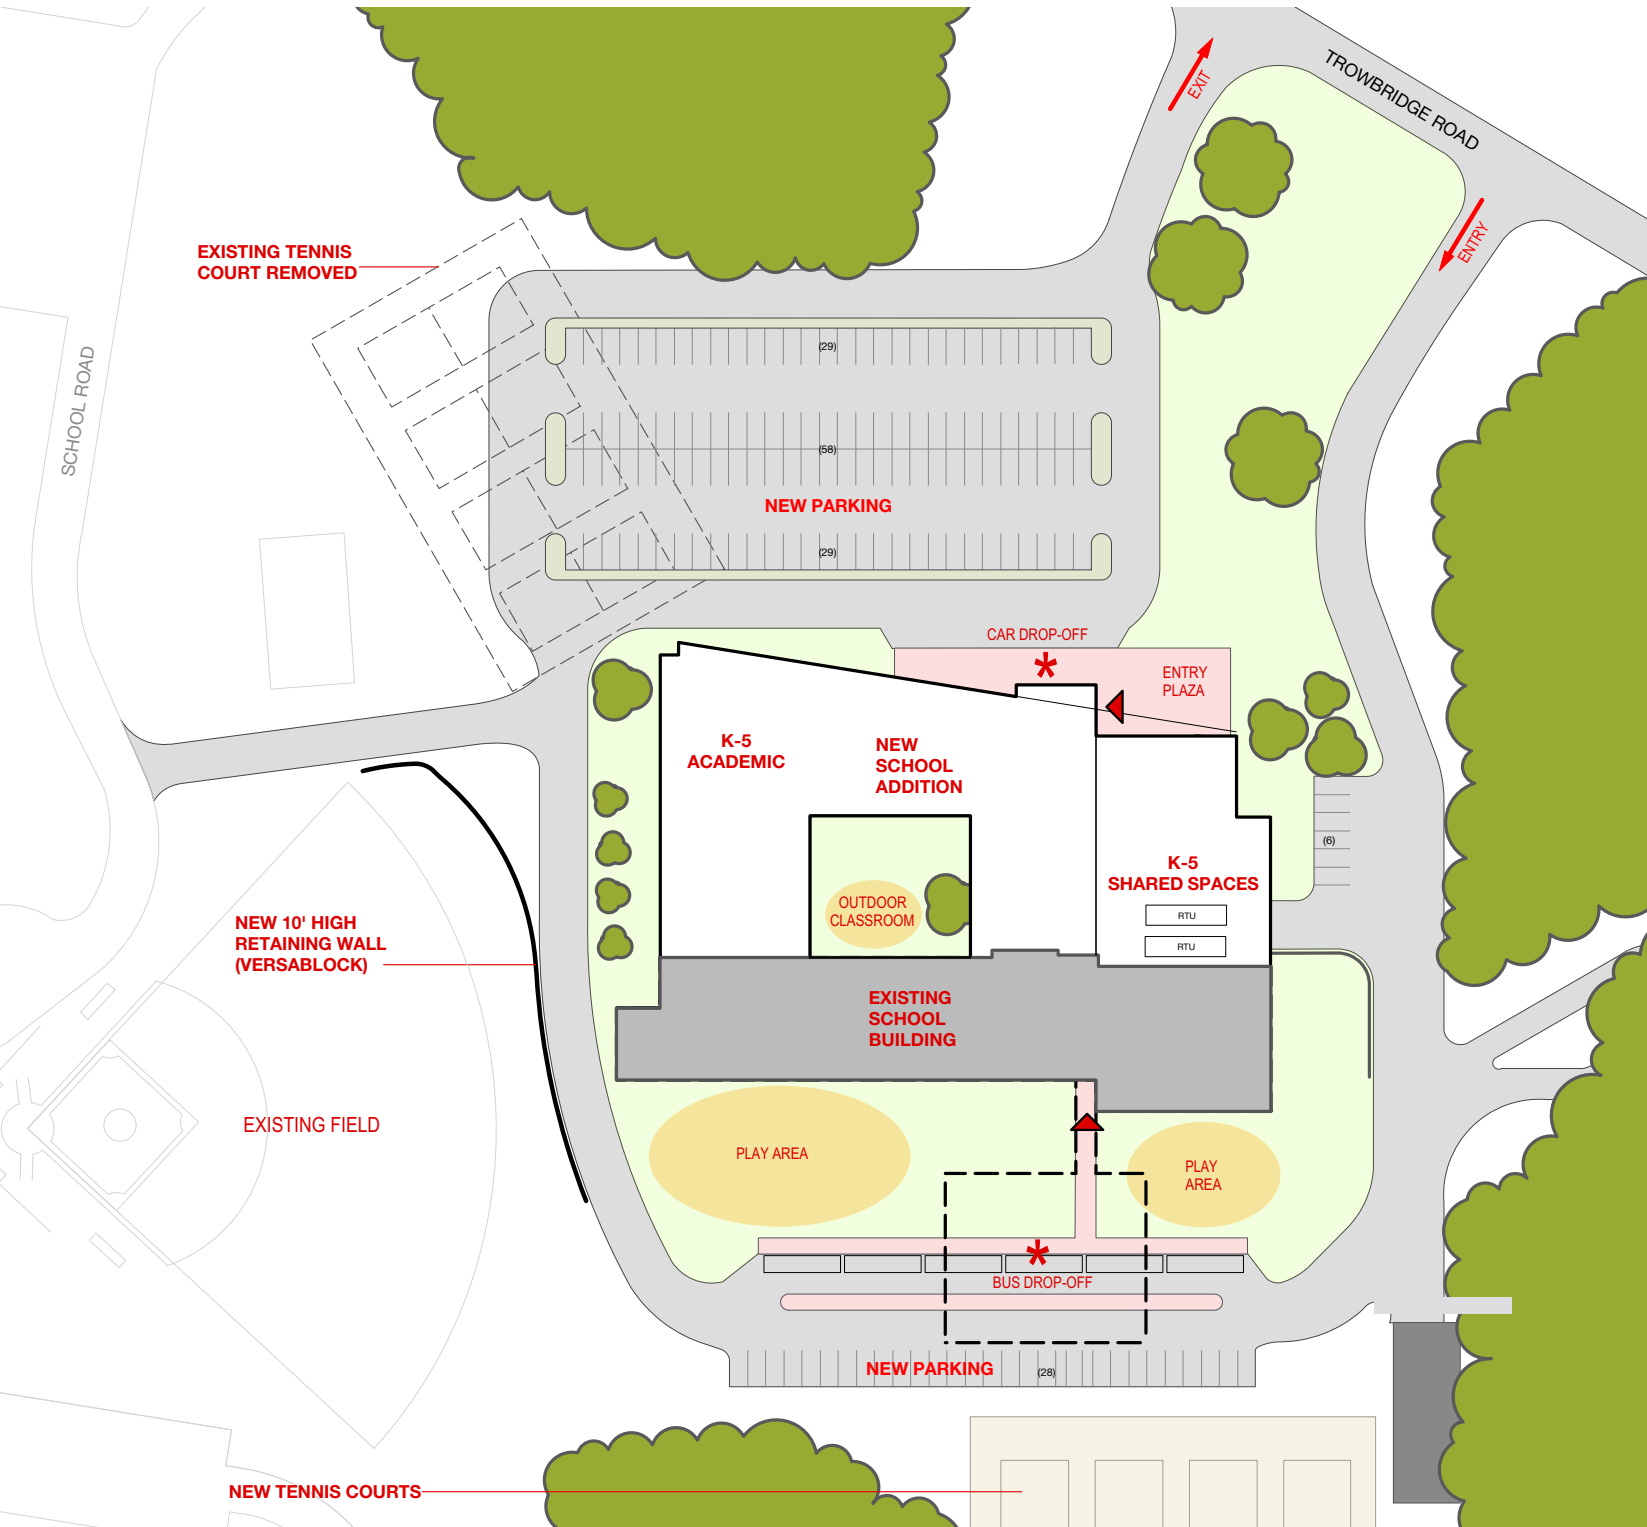 TROWBRIDGE ROAD
EXIT
ENTRY
EXISTING TENNIS
COURT REMOVED
SCHOOL ROAD
(29)
(58)
NEW PARKING
(29)
CAR DROP-OFF
*
ENTRY
PLAZA
K-5
ACADEMIC
NEW
SCHOOL
ADDITION
(6)
K-5
SHARED SPACES
OUTDOOR
CLASSROOM
RTU
RTU
NEW 10' HIGH
RETAINING WALL
(VERSABLOCK)
EXISTING
SCHOOL
BUILDING
EXISTING FIELD
PLAY AREA
PLAY
AREA
*
BUS DROP-OFF
NEW PARKING
(28)
NEW TENNIS COURTS